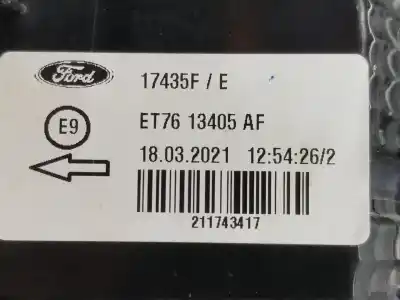 Ford
17435F / E
E9
ET76 13405 AF
18.03.2021 12:54:26/2
211743417